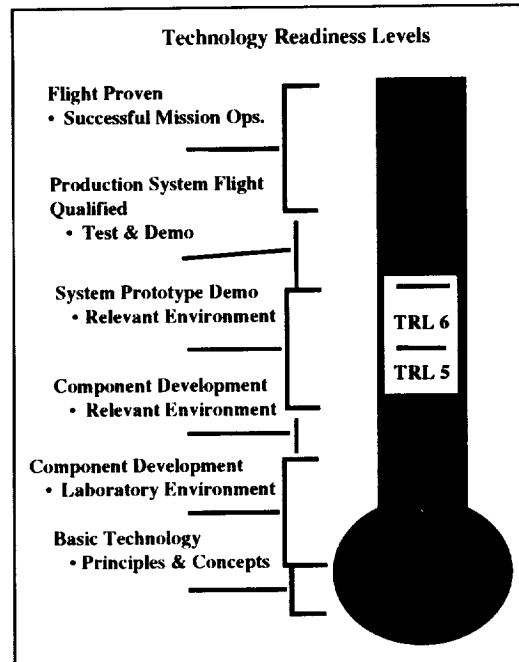 Technology Readiness Levels
Flight Proven
• Successful Mission Ops.
Production System Flight
Qualified
• Test & Demo
System Prototype Demo
• Relevant Environment
Component Development
• Relevant Environment
Component Development
• Laboratory Environment
Basic Technology
• Principles & Concepts
TRL 6
TRL 5